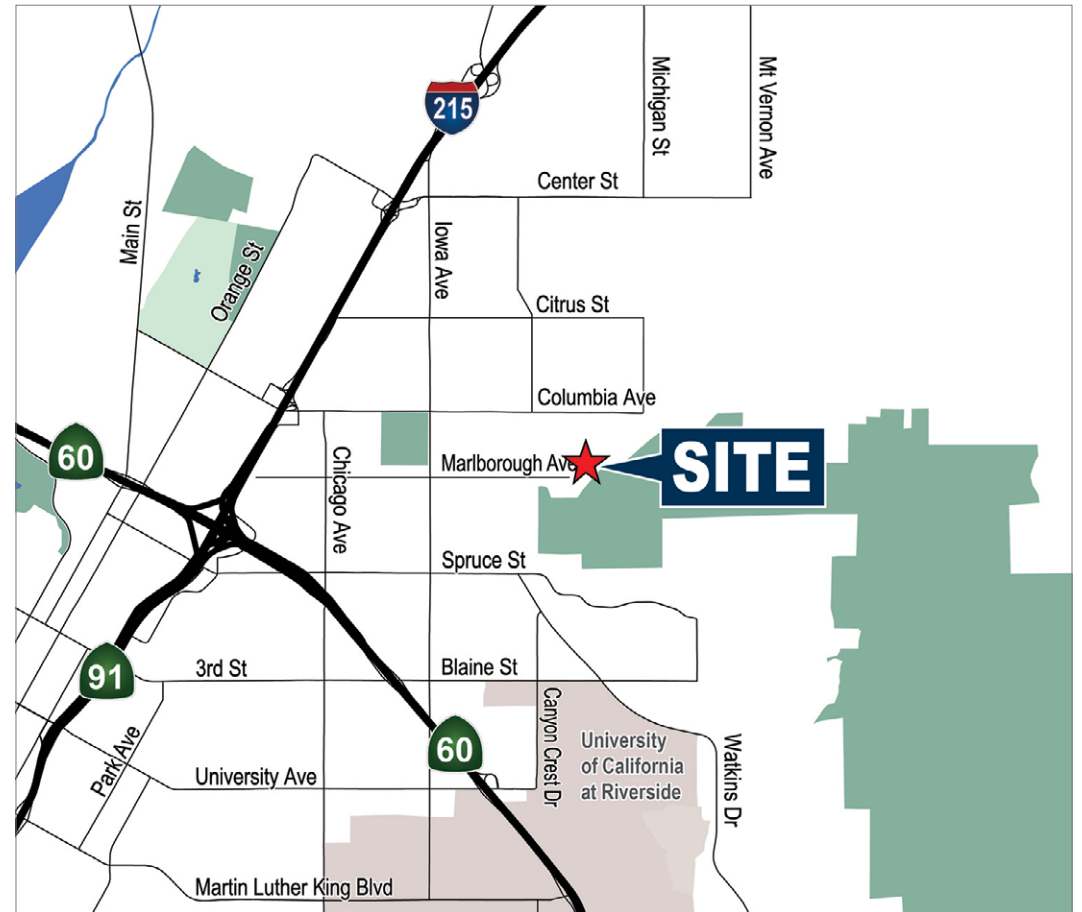 Michigan St
Mt Vernon Ave
215
Center St
Main St
Iowa Ave
Orange St
Citrus St
Columbia Ave
60
Chicago Ave
Marlborough Ave
SITE
Spruce St
91
3rd St
Blaine St
Canyon Crest Dr
Park Ave
60
University
of California
at Riverside
Watkins Dr
University Ave
Martin Luther King Blvd